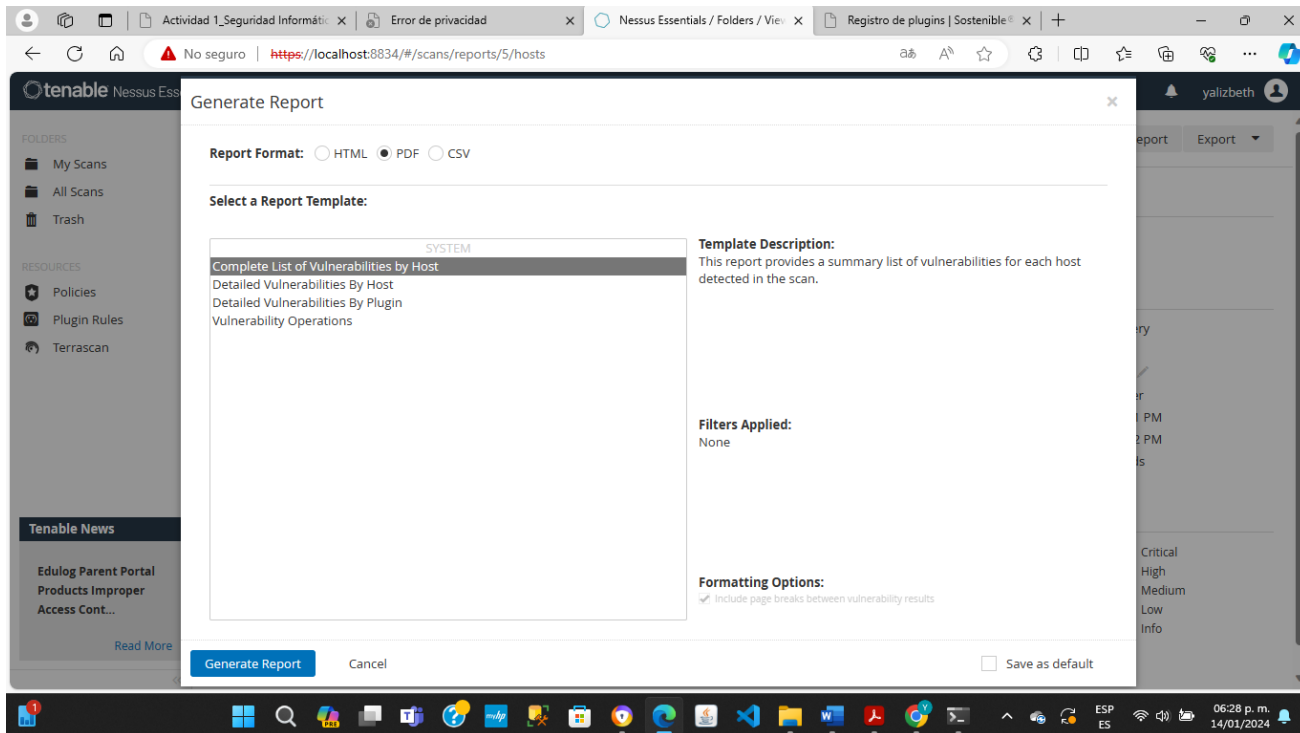 Actividad 1_Seguridad Informátic
Error de privacidad
Nessus Essentials / Folders / Viev
Registro de plugins | Sostenible®
No seguro | https://localhost:8834/#/scans/reports/5/hosts
tenable Nessus Ess
yalizbeth
Generate Report
FOLDERS
My Scans
All Scans
Trash
RESOURCES
Policies
Plugin Rules
Terrascan
Report Format: HTML PDF CSV
eport Export
Select a Report Template:
SYSTEM
Complete List of Vulnerabilities by Host
Detailed Vulnerabilities By Host
Detailed Vulnerabilities By Plugin
Vulnerability Operations
Template Description:
This report provides a summary list of vulnerabilities for each host
detected in the scan.
Filters Applied:
None
Formatting Options:
Include page breaks between vulnerability results
ery
er
PM
2 PM
ds
Critical
High
Medium
Low
Info
Tenable News
Edulog Parent Portal
Products Improper
Access Cont...
Read More
Generate Report Cancel Save as default
1
PRE
myhp
ESP
ES
06:28 p. m.
14/01/2024